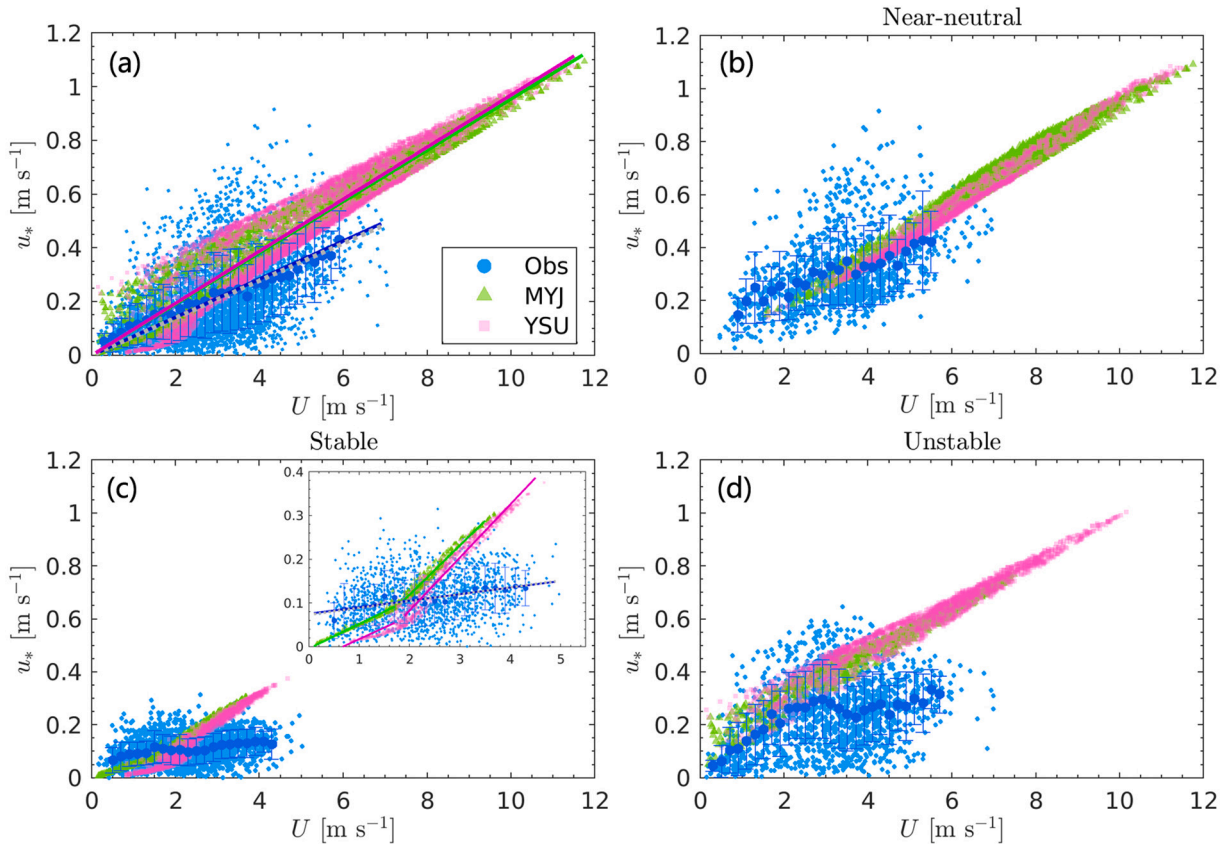 Near-neutral
(a)
1.2
1
0.8
0.6
0.4
0.2
0
u* [m s⁻¹]
0 2 4 6 8 10 12
U [m s⁻¹]
Obs
MYJ
YSU
(b)
1.2
1
0.8
0.6
0.4
0.2
0
u* [m s⁻¹]
0 2 4 6 8 10 12
U [m s⁻¹]
Stable
(c)
1.2
1
0.8
0.6
0.4
0.2
0
u* [m s⁻¹]
0 2 4 6 8 10 12
U [m s⁻¹]
0.4
0.3
0.2
0.1
0
0 1 2 3 4 5
Unstable
(d)
1.2
1
0.8
0.6
0.4
0.2
0
u* [m s⁻¹]
0 2 4 6 8 10 12
U [m s⁻¹]